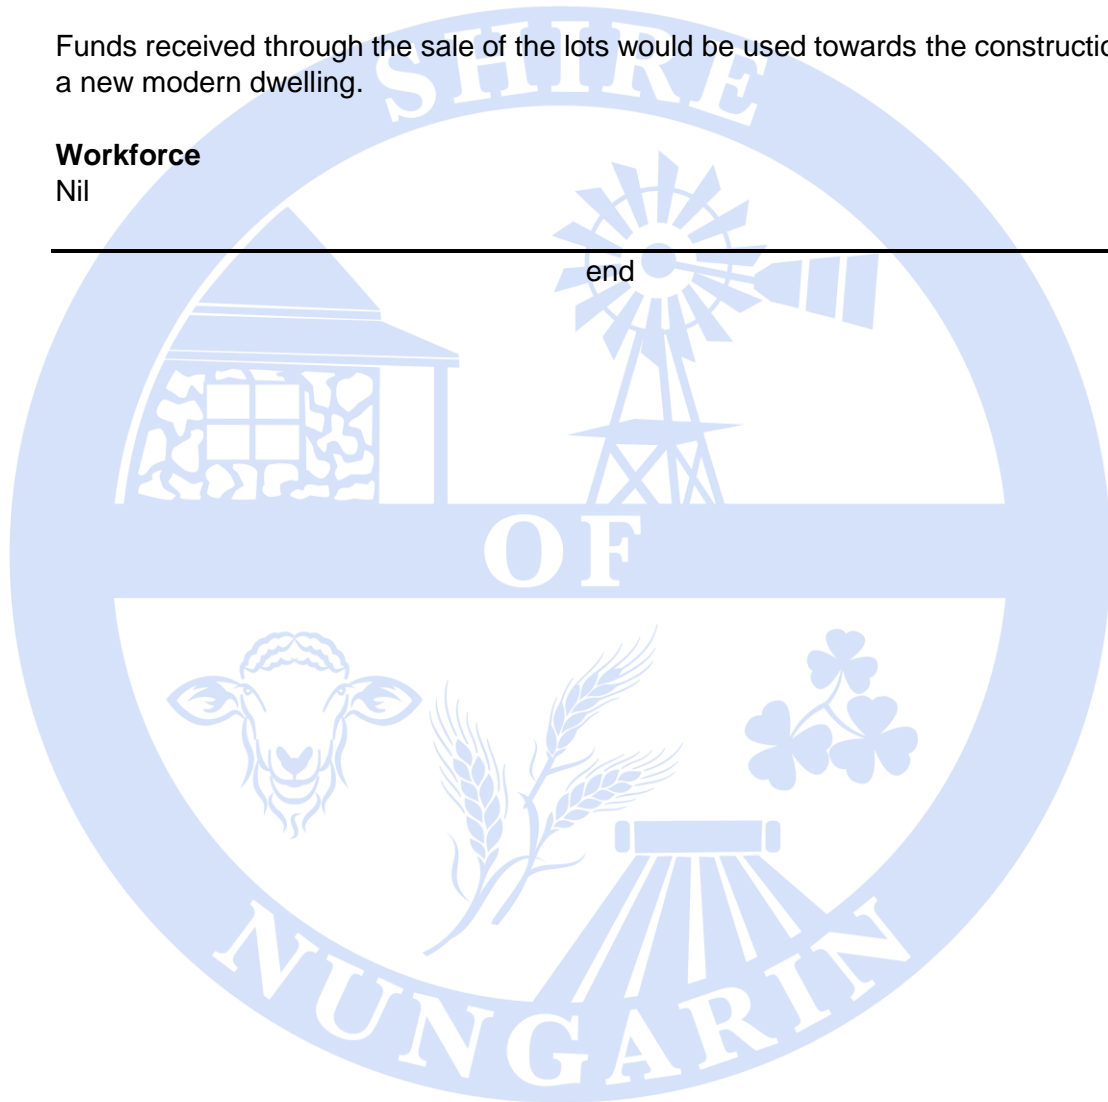 Funds received through the sale of the lots would be used towards the constructio
a new modern dwelling.
Workforce
Nil
end
SHIRE
OF
NUNGARIN